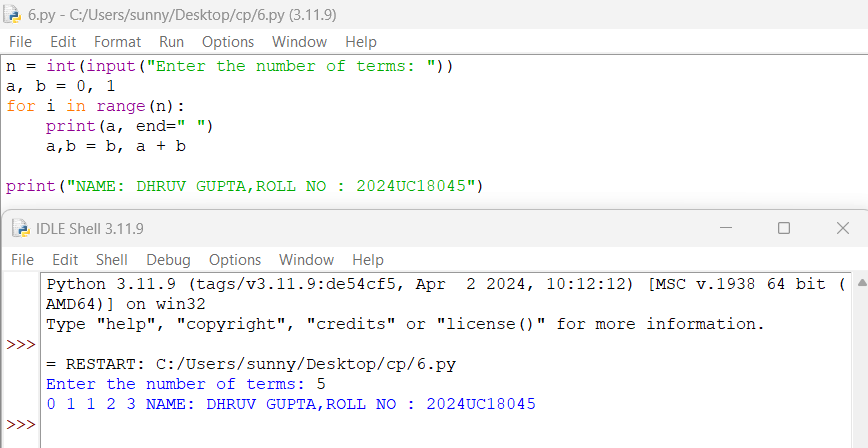 6.py - C:/Users/sunny/Desktop/cp/6.py (3.11.9)
File Edit Format Run Options Window Help
n = int(input("Enter the number of terms: "))
a, b = 0, 1
for i in range(n):
    print(a, end=" ")
    a,b = b, a + b
print("NAME: DHRUV GUPTA,ROLL NO : 2024UC18045")
IDLE Shell 3.11.9
File Edit Shell Debug Options Window Help
Python 3.11.9 (tags/v3.11.9:de54cf5, Apr  2 2024, 10:12:12) [MSC v.1938 64 bit (
AMD64)] on win32
Type "help", "copyright", "credits" or "license()" for more information.
>>>
= RESTART: C:/Users/sunny/Desktop/cp/6.py
Enter the number of terms: 5
0 1 1 2 3 NAME: DHRUV GUPTA,ROLL NO : 2024UC18045
>>>